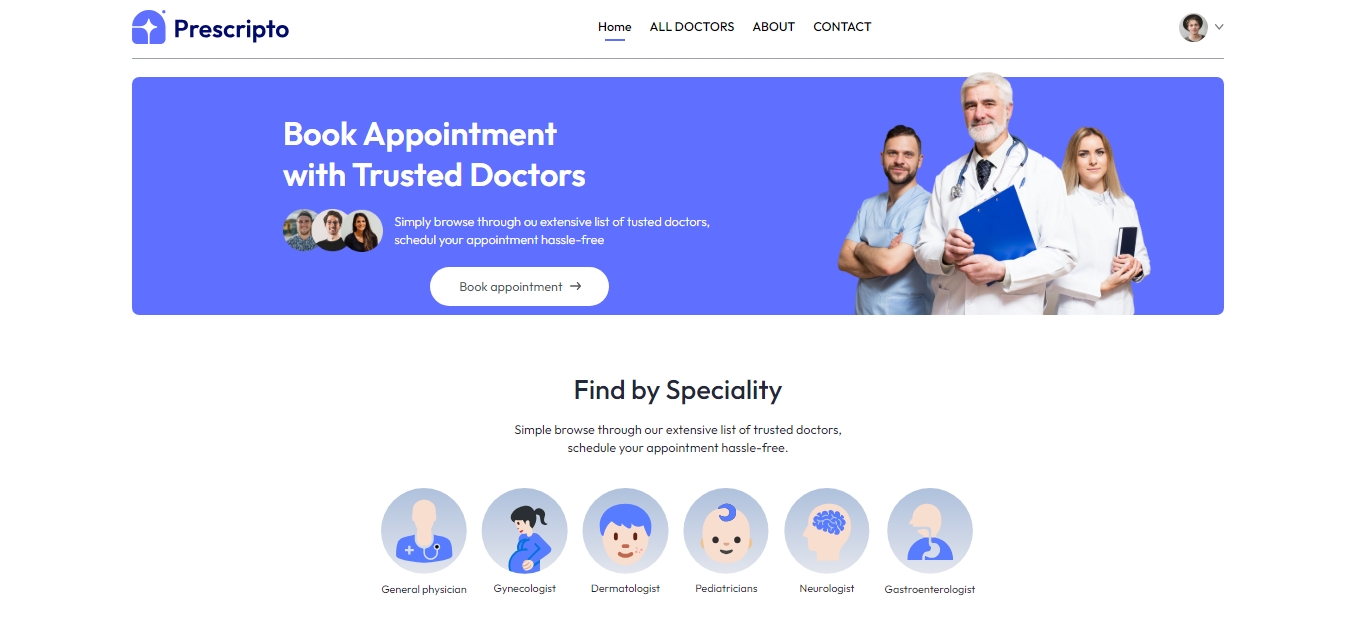 Prescripto
Home
ALL DOCTORS
ABOUT
CONTACT
Book Appointment
with Trusted Doctors
Simply browse through ou extensive list of tusted doctors,
schedul your appointment hassle-free
Book appointment →
Find by Speciality
Simple browse through our extensive list of trusted doctors,
schedule your appointment hassle-free.
General physician
Gynecologist
Dermatologist
Pediatricians
Neurologist
Gastroenterologist